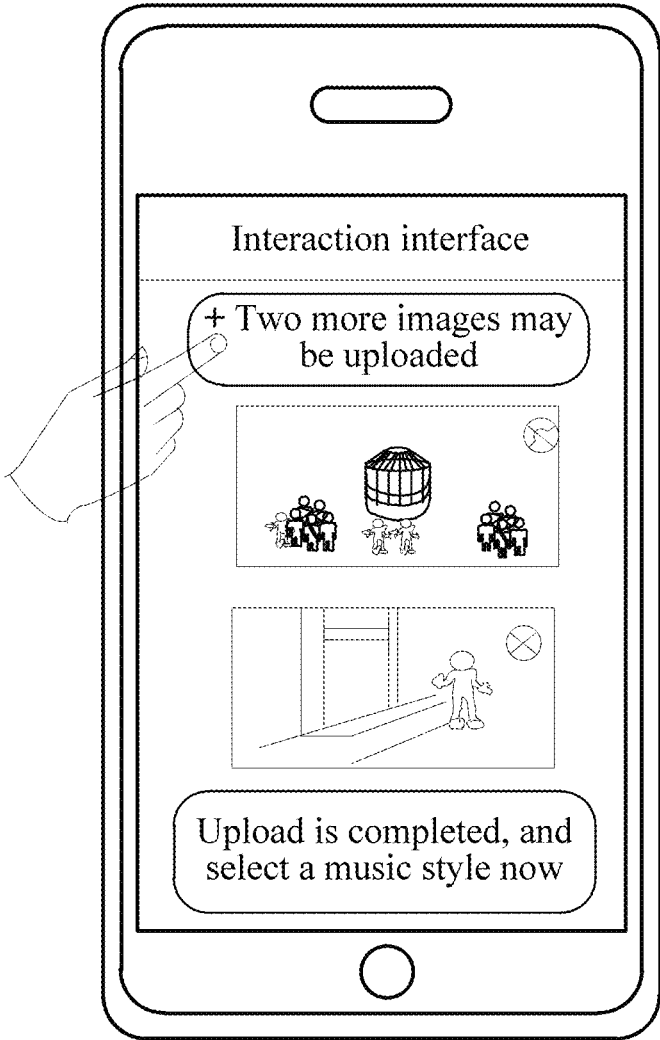 Interaction interface
+ Two more images may
be uploaded
Upload is completed, and
select a music style now